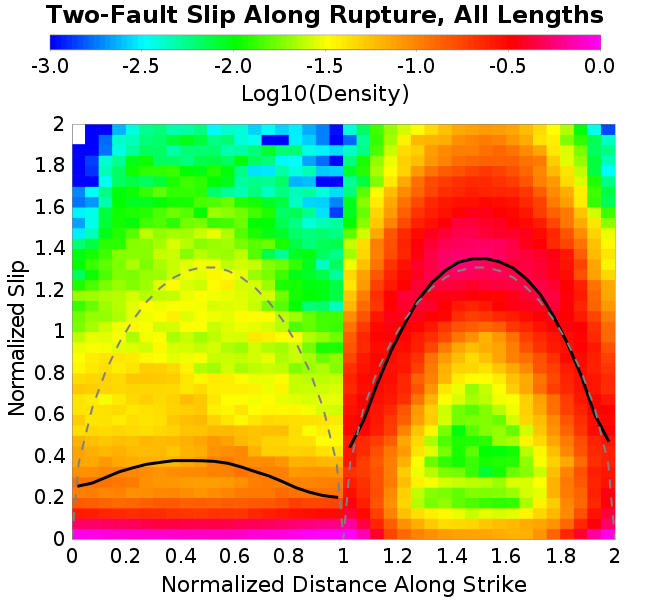 Two-Fault Slip Along Rupture, All Lengths
-3.0 -2.5 -2.0 -1.5 -1.0 -0.5 0.0
Log10(Density)
2
1.8
1.6
1.4
1.2
1
0.8
0.6
0.4
0.2
0
Normalized Slip
0 0.2 0.4 0.6 0.8 1 1.2 1.4 1.6 1.8 2
Normalized Distance Along Strike